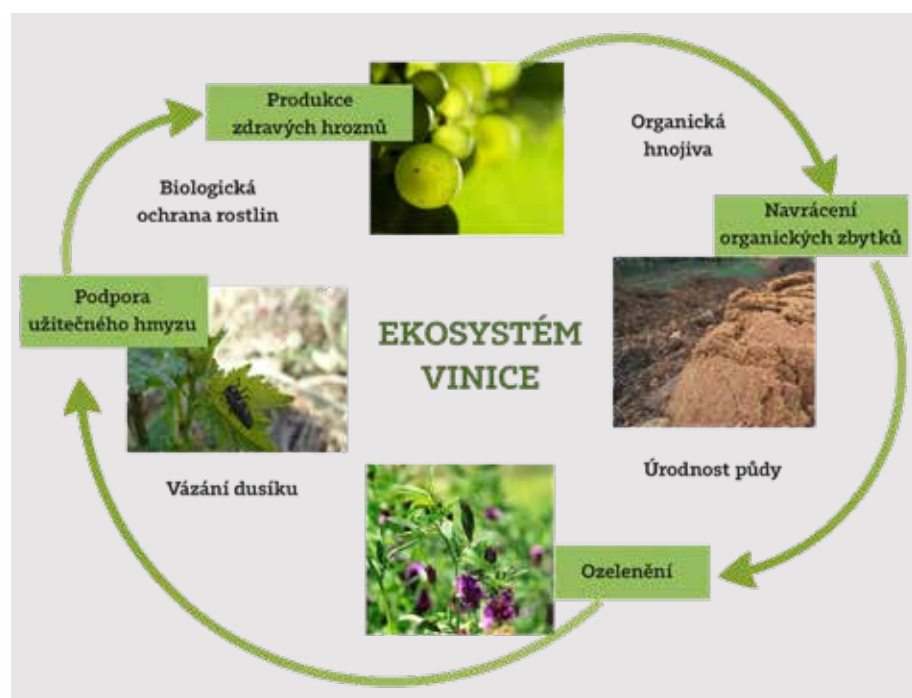 Produkce
zdravých hroznů
Organická
hnojiva
Navrácení
organických zbytků
Biologická
ochrana rostlin
Podpora
užitečného hmyzu
EKOSYSTÉM
VINICE
Úrodnost půdy
Vázání dusíku
Ozelenění